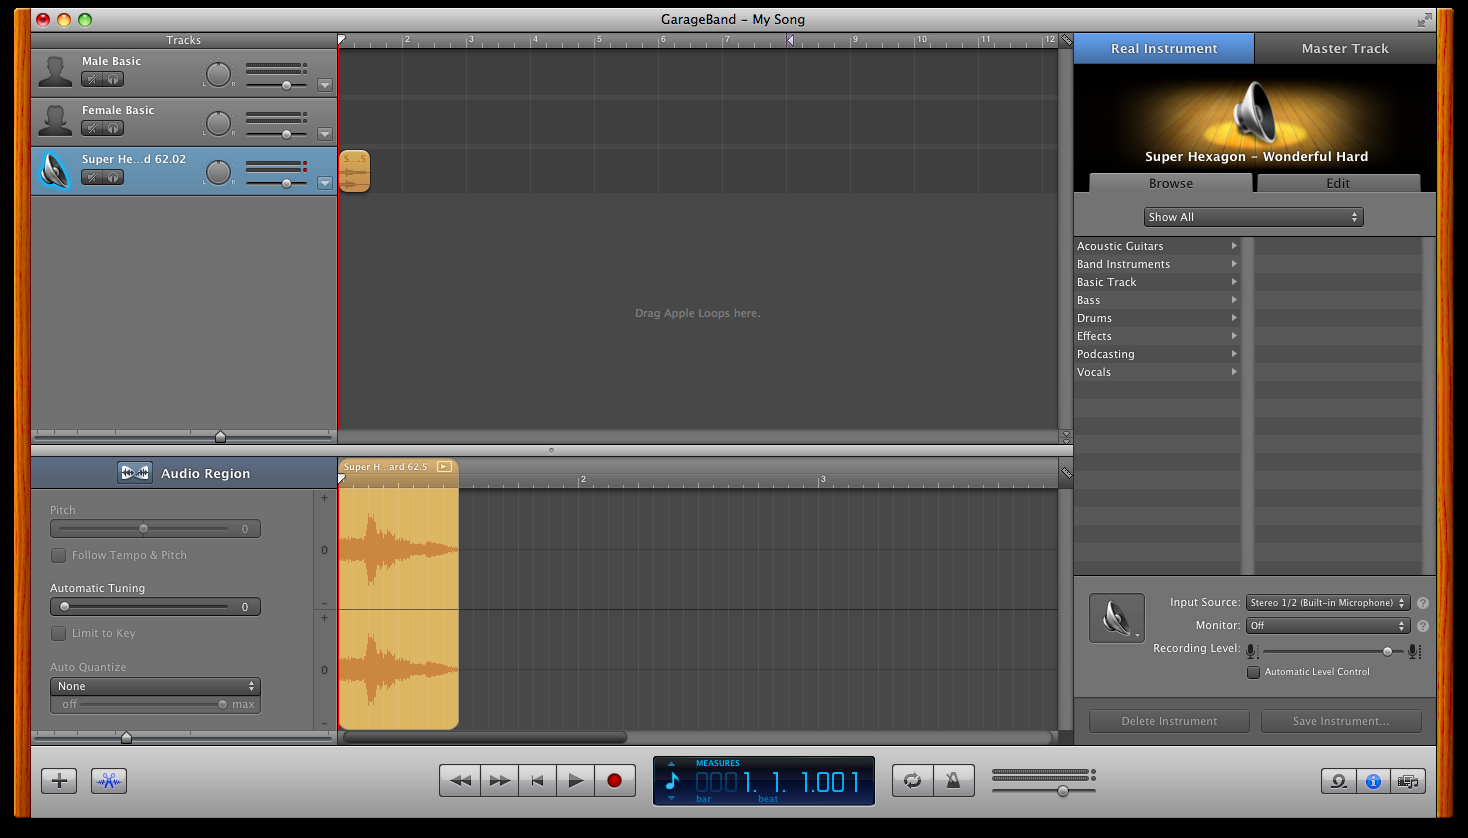 GarageBand – My Song
Tracks
2 3 4 5 6 7 9 10 11 12
Male Basic
L R
Female Basic
L R
Super He...d 62.02
L R
S....5
Drag Apple Loops here.
Real Instrument
Master Track
Super Hexagon – Wonderful Hard
Browse
Edit
Show All
Acoustic Guitars
Band Instruments
Basic Track
Bass
Drums
Effects
Podcasting
Vocals
Audio Region
Super H...ard 62.5
2 3
Pitch
0
Follow Tempo & Pitch
Automatic Tuning
0
Limit to Key
Auto Quantize
None
off max
+
0
–
+
0
–
Input Source: Stereo 1/2 (Built-in Microphone) ?
Monitor: Off ?
Recording Level:
Automatic Level Control
Delete Instrument
Save Instrument...
MEASURES
0001. 1. 1.001
bar beat